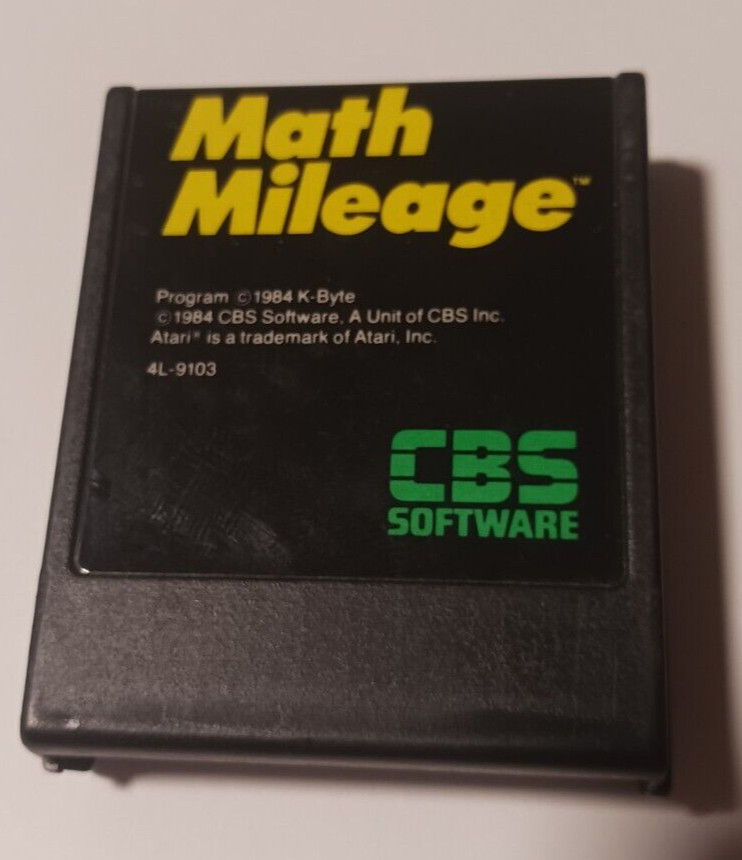 Math
Mileage™
Program ©1984 K-Byte
©1984 CBS Software, A Unit of CBS Inc.
Atari® is a trademark of Atari, Inc.
4L-9103
CBS
SOFTWARE